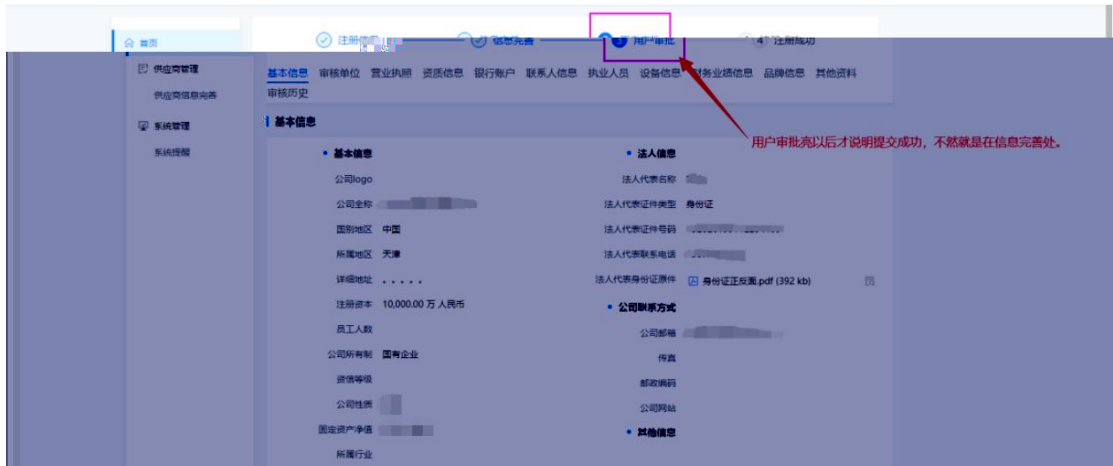 首页
注册信
信息完善
用户审批
4 注册成功
供应商管理
供应商信息完善
系统管理
系统提醒
基本信息 审核单位 营业执照 资质信息 银行账户 联系人信息 执业人员 设备信息 财务业绩信息 品牌信息 其他资料
审核历史
基本信息
用户审批亮以后才说明提交成功，不然就是在信息完善处。
• 基本信息
公司logo
公司全称
国别地区 中国
所属地区 天津
详细地址 . . . . .
注册资本 10,000.00 万人民币
员工人数
公司所有制 国有企业
资信等级
公司性质
固定资产净值
所属行业
• 法人信息
法人代表名称
法人代表证件类型 身份证
法人代表证件号码
法人代表联系电话
法人代表身份证原件 身份证正反面.pdf (392 kb)
• 公司联系方式
公司邮箱
传真
邮政编码
公司网站
• 其他信息